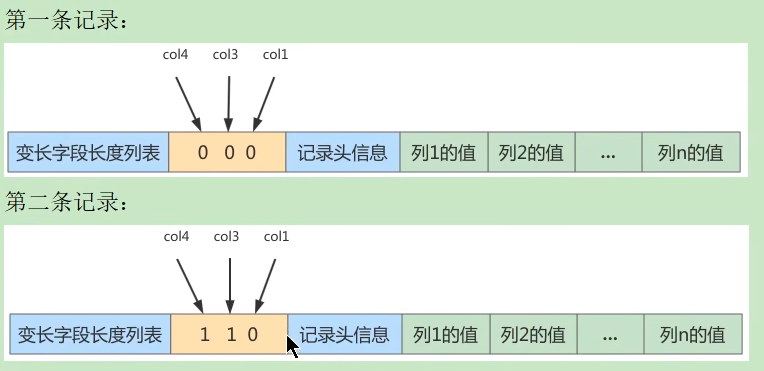 第一条记录：
col4 col3 col1
变长字段长度列表 0 0 0 记录头信息 列1的值 列2的值 ... 列n的值
第二条记录：
col4 col3 col1
变长字段长度列表 1 1 0 记录头信息 列1的值 列2的值 ... 列n的值